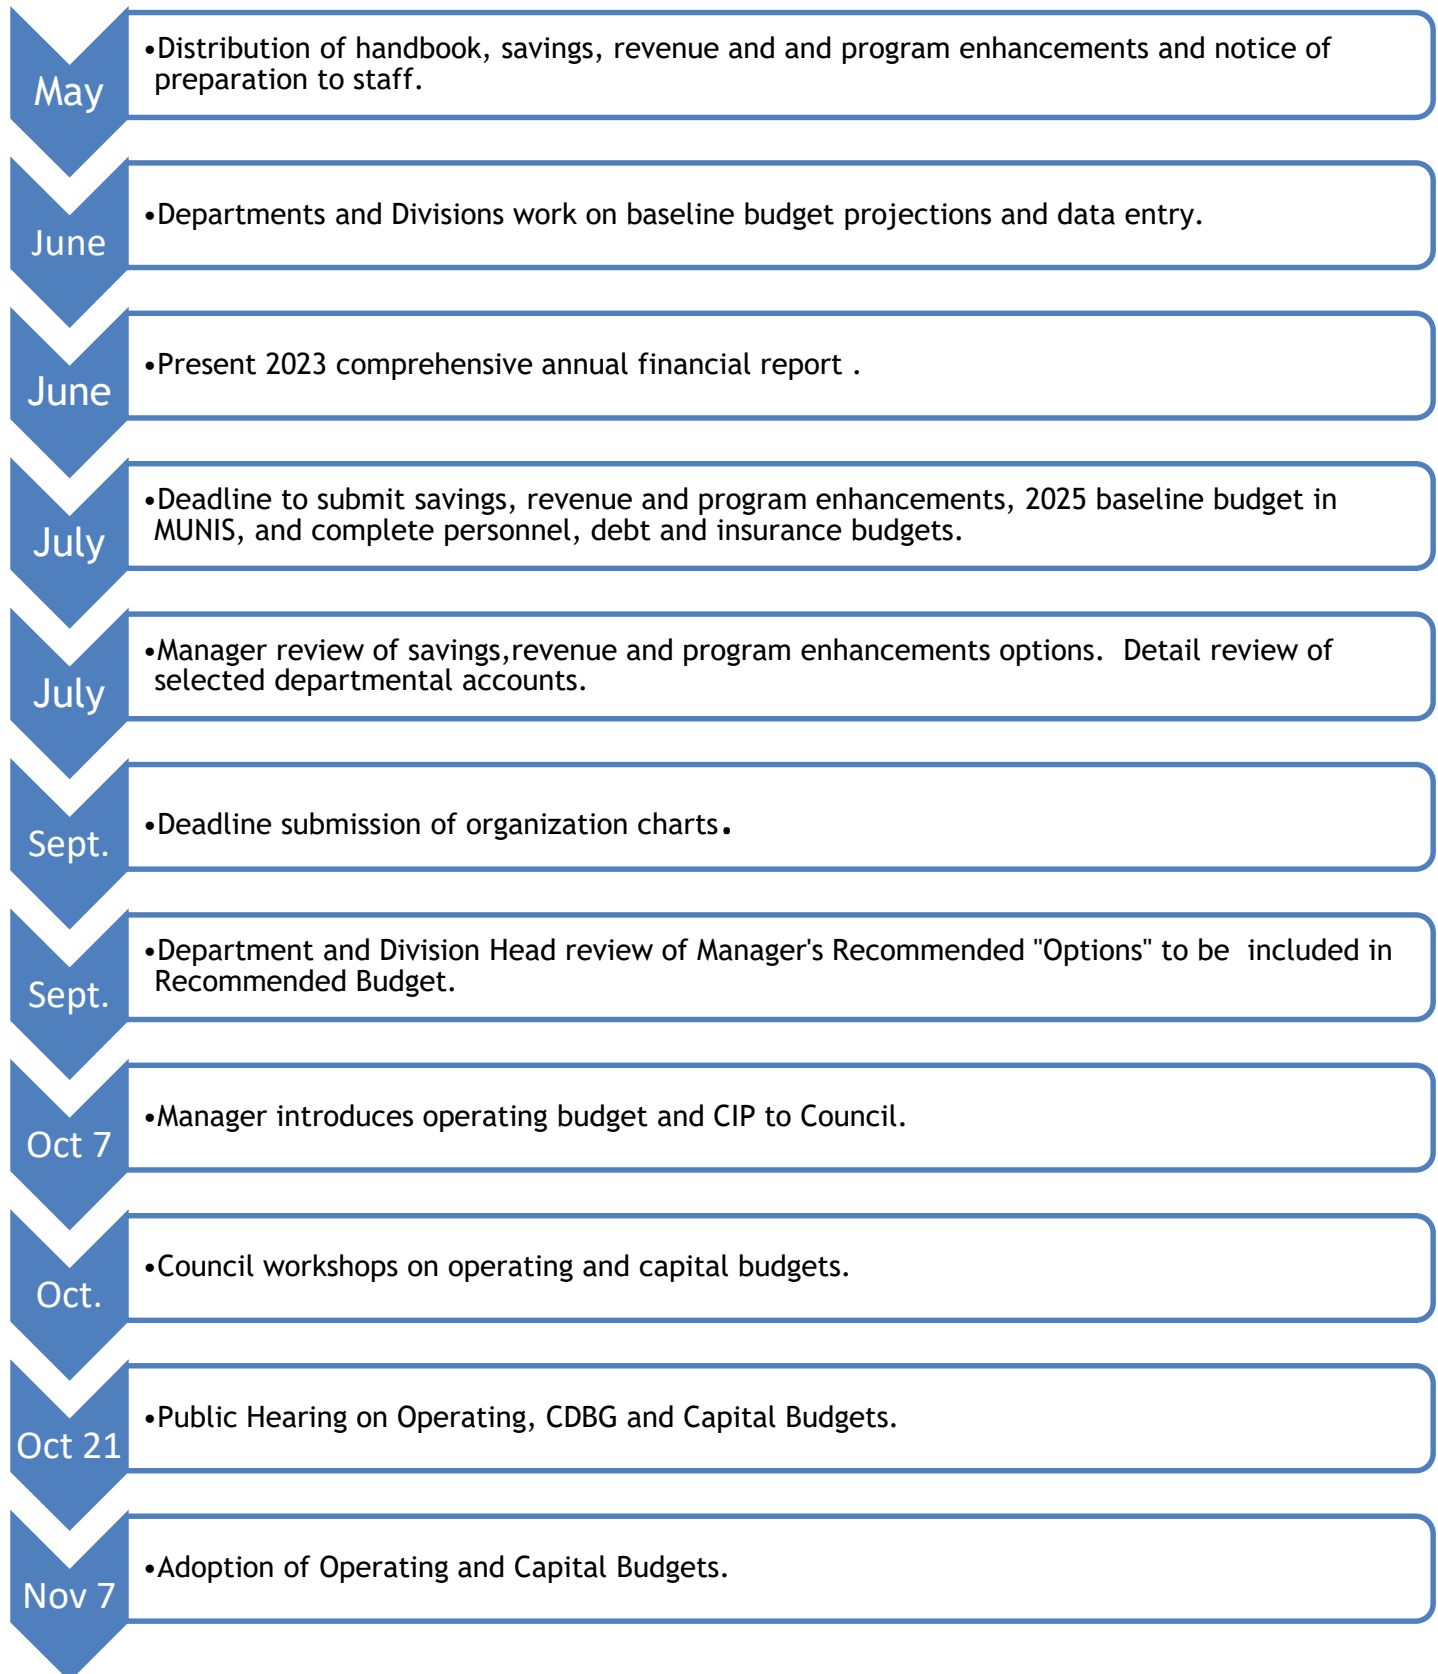 May
•Distribution of handbook, savings, revenue and and program enhancements and notice of
preparation to staff.
June
•Departments and Divisions work on baseline budget projections and data entry.
June
•Present 2023 comprehensive annual financial report .
July
•Deadline to submit savings, revenue and program enhancements, 2025 baseline budget in
MUNIS, and complete personnel, debt and insurance budgets.
July
•Manager review of savings,revenue and program enhancements options.  Detail review of
selected departmental accounts.
Sept.
•Deadline submission of organization charts.
Sept.
•Department and Division Head review of Manager's Recommended "Options" to be  included in
Recommended Budget.
Oct 7
•Manager introduces operating budget and CIP to Council.
Oct.
•Council workshops on operating and capital budgets.
Oct 21
•Public Hearing on Operating, CDBG and Capital Budgets.
Nov 7
•Adoption of Operating and Capital Budgets.